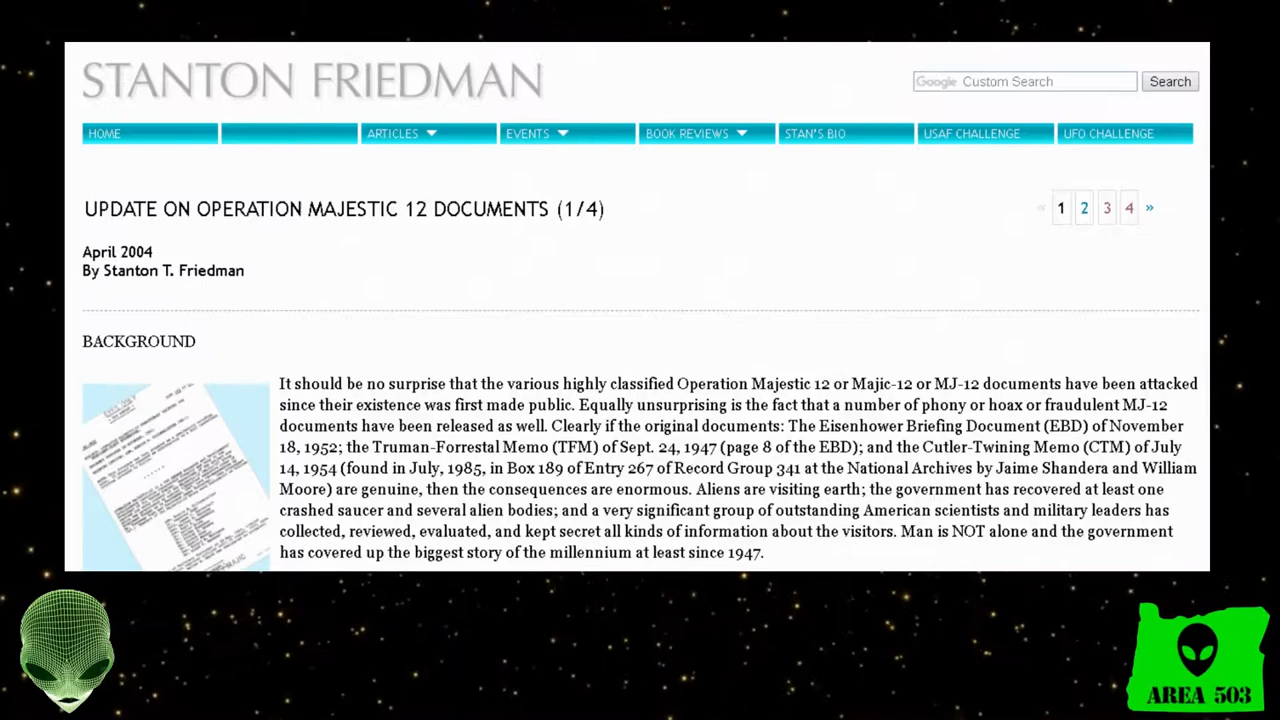 STANTON FRIEDMAN
Google Custom Search
Search
HOME
ARTICLES
EVENTS
BOOK REVIEWS
STAN'S BIO
USAF CHALLENGE
UFO CHALLENGE
UPDATE ON OPERATION MAJESTIC 12 DOCUMENTS (1/4)
« 1 2 3 4 »
April 2004
By Stanton T. Friedman
BACKGROUND
It should be no surprise that the various highly classified Operation Majestic 12 or Majic-12 or MJ-12 documents have been attacked
since their existence was first made public. Equally unsurprising is the fact that a number of phony or hoax or fraudulent MJ-12
documents have been released as well. Clearly if the original documents: The Eisenhower Briefing Document (EBD) of November
18, 1952; the Truman-Forrestal Memo (TFM) of Sept. 24, 1947 (page 8 of the EBD); and the Cutler-Twining Memo (CTM) of July
14, 1954 (found in July, 1985, in Box 189 of Entry 267 of Record Group 341 at the National Archives by Jaime Shandera and William
Moore) are genuine, then the consequences are enormous. Aliens are visiting earth; the government has recovered at least one
crashed saucer and several alien bodies; and a very significant group of outstanding American scientists and military leaders has
collected, reviewed, evaluated, and kept secret all kinds of information about the visitors. Man is NOT alone and the government
has covered up the biggest story of the millennium at least since 1947.
AREA 503